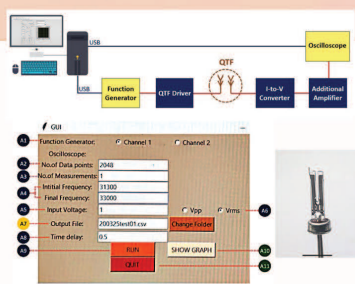 USB
Oscilloscope
QTF
USB
Function
Generator
QTF Driver
I-to-V
Converter
Additional
Amplifier
GUI
A1 Function Generator: Channel 1 Channel 2
Oscilloscope:
A2 No.of Data points: 2048
A3 No.of Measurements: 1
A4 Initial Frequency: 31300
Final Frequency: 33000
A5 Input Voltage: 1 Vpp Vrms A6
A7 Output File: 200325test01.csv Change Folder
A8 Time delay: 0.5
A9 RUN SHOW GRAPH A10
QUIT A11